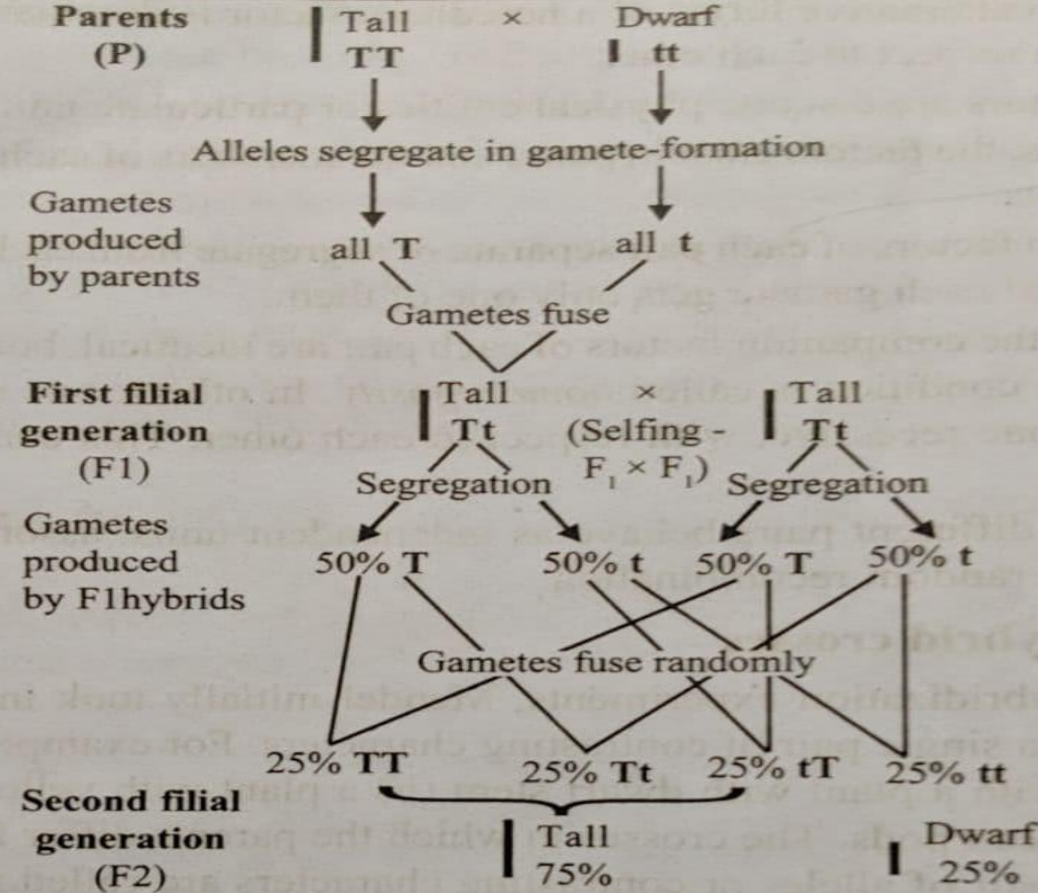 Parents Tall × Dwarf
(P) TT tt
Alleles segregate in gamete-formation
Gametes
produced all T all t
by parents
Gametes fuse
First filial Tall × Tall
generation Tt (Selfing - Tt
(F1) F1 × F1)
Segregation Segregation
Gametes
produced 50% T 50% t 50% T 50% t
by F1hybrids
Gametes fuse randomly
25% TT 25% Tt 25% tT 25% tt
Second filial
generation Tall Dwarf
(F2) 75% 25%